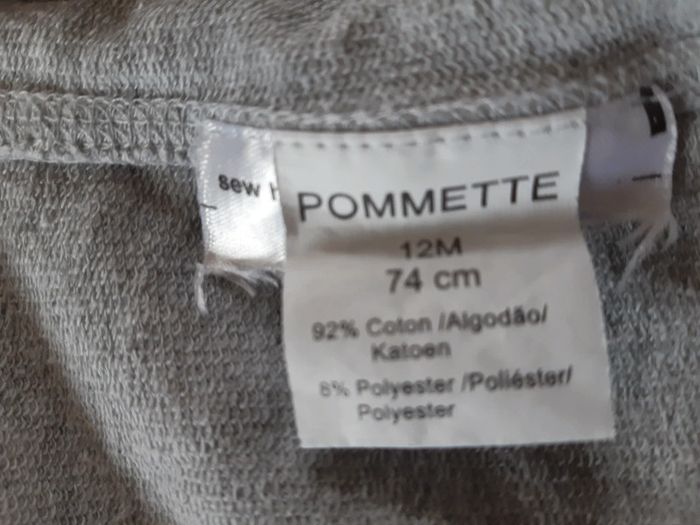 sew
POMMETTE
12M
74 cm
92% Coton /Algodão/
Katoen
8% Polyester /Poliéster/
Polyester